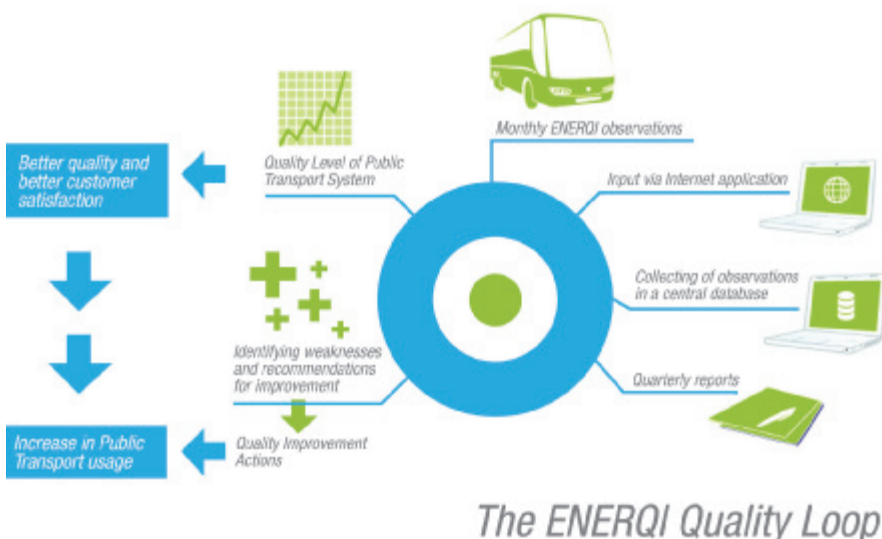 Monthly ENERQI observations
Quality Level of Public
Transport System
Better quality and
better customer
satisfaction
Input via Internet application
Collecting of observations
in a central database
Identifying weaknesses
and recommendations
for improvement
Quarterly reports
Increase in Public
Transport usage
Quality Improvement
Actions
The ENERQI Quality Loop